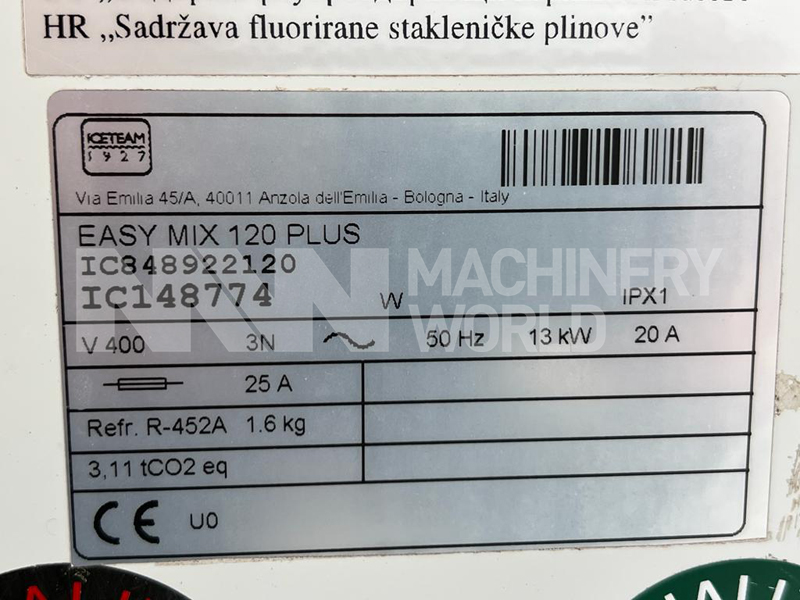 HR „Sadržava fluorirane stakleničke plinove”
ICETEAM
1927
Via Emilia 45/A, 40011 Anzola dell'Emilia - Bologna - Italy
EASY MIX 120 PLUS
IC848922120
IC148774 W IPX1
MACHINERY
WORLD
V 400 3N 50 Hz 13 kW 20 A
25 A
Refr. R-452A 1.6 kg
3,11 tCO2 eq
CE U0